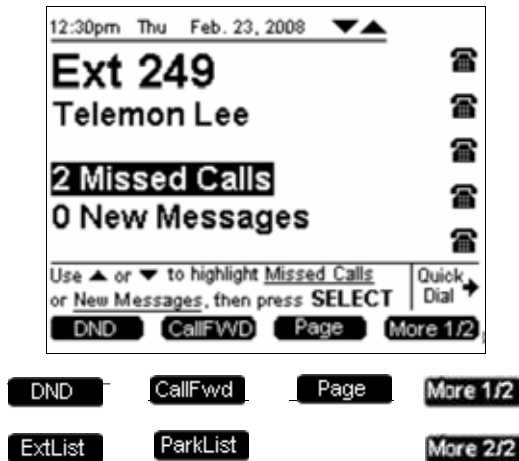 12:30pm Thu Feb. 23, 2008 ▼▲
Ext 249
Telemon Lee
2 Missed Calls
0 New Messages
Use ▲ or ▼ to highlight Missed Calls
or New Messages, then press SELECT
Quick
Dial
DND CallFWD Page More 1/2
DND CallFwd Page More 1/2
ExtList ParkList More 2/2